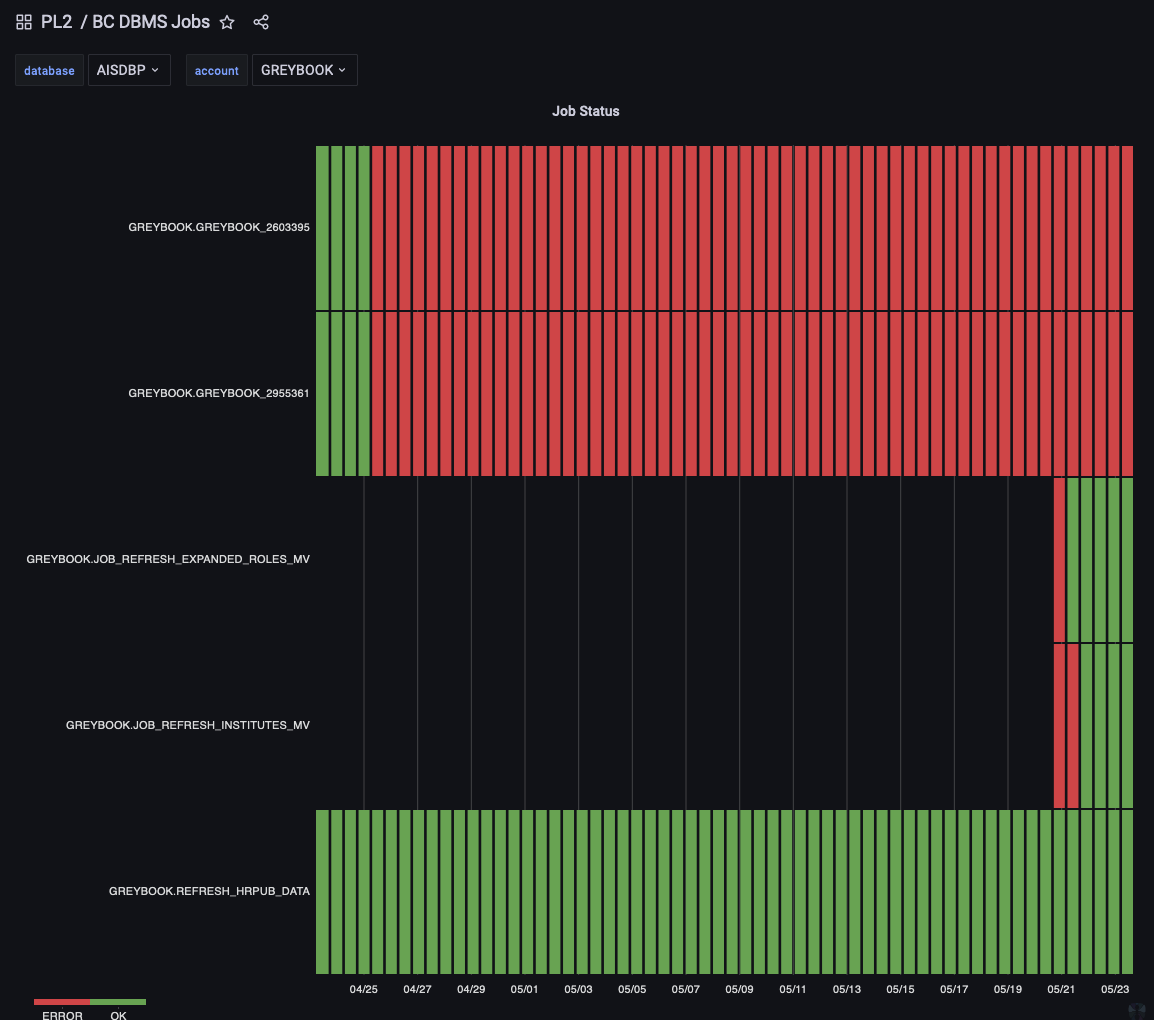 PL2 / BC DBMS Jobs
database AISDBP account GREYBOOK
Job Status
GREYBOOK.GREYBOOK_2603395
GREYBOOK.GREYBOOK_2955361
GREYBOOK.JOB_REFRESH_EXPANDED_ROLES_MV
GREYBOOK.JOB_REFRESH_INSTITUTES_MV
GREYBOOK.REFRESH_HRPUB_DATA
04/25 04/27 04/29 05/01 05/03 05/05 05/07 05/09 05/11 05/13 05/15 05/17 05/19 05/21 05/23
ERROR OK